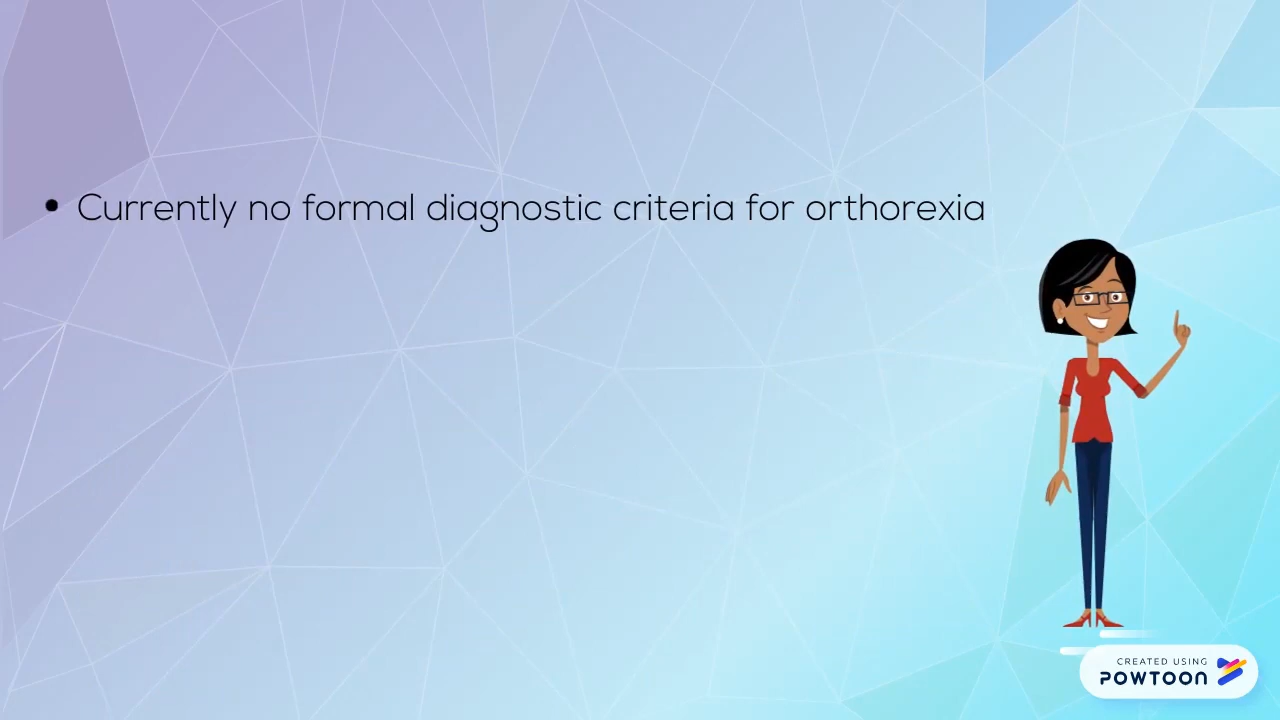 • Currently no formal diagnostic criteria for orthorexia
CREATED USING
POWTOON